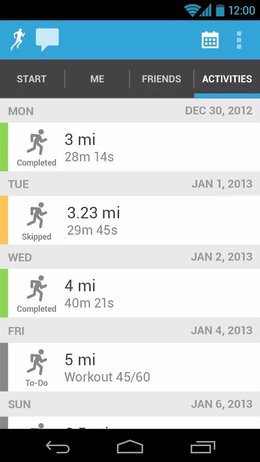 12:00
START
ME
FRIENDS
ACTIVITIES
MON DEC 30, 2012
3 mi
Completed
28m 14s
TUE JAN 1, 2013
3.23 mi
Skipped
29m 45s
WED JAN 2, 2013
4 mi
Completed
40m 21s
FRI JAN 4, 2013
5 mi
To-Do
Workout 45/60
SUN JAN 6, 2013